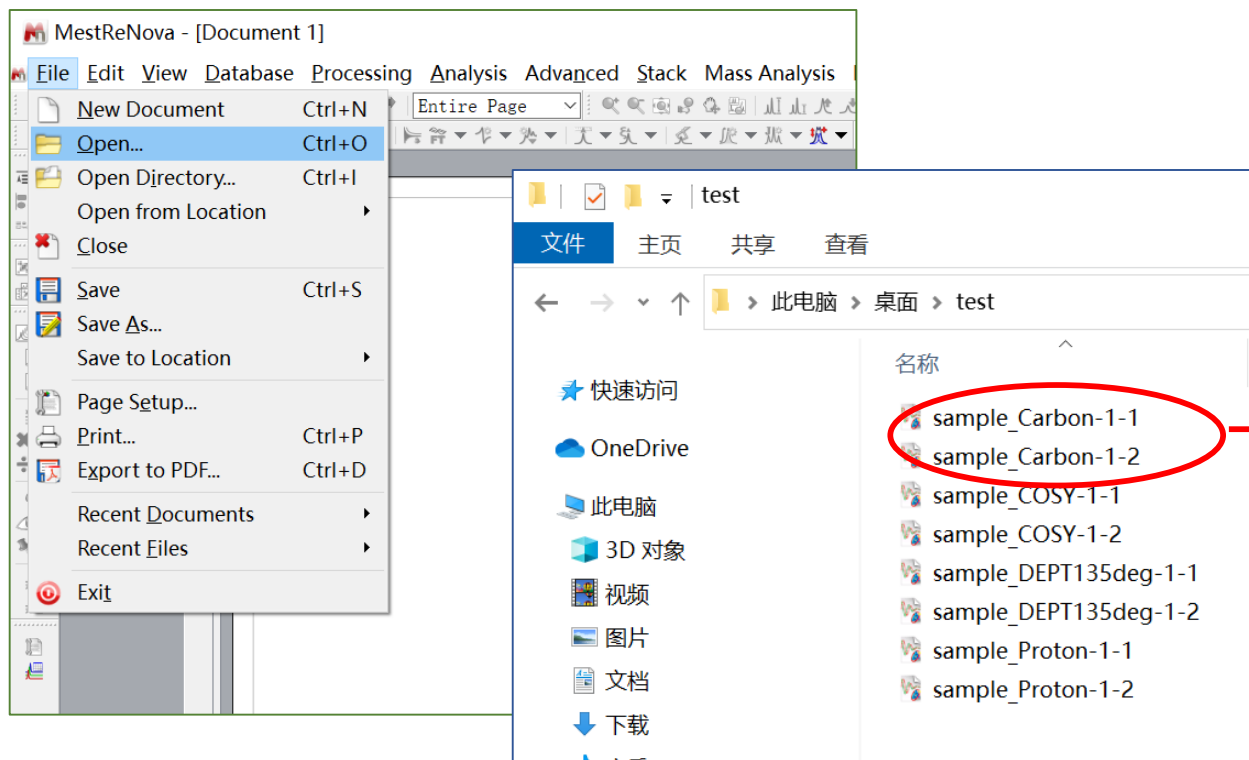 MestReNova - [Document 1]
File Edit View Database Processing Analysis Advanced Stack Mass Analysis
New Document Ctrl+N
Entire Page
Open... Ctrl+O
Open Directory... Ctrl+I
Open from Location
Close
Save Ctrl+S
Save As...
Save to Location
Page Setup...
Print... Ctrl+P
Export to PDF... Ctrl+D
Recent Documents
Recent Files
Exit
test
文件 主页 共享 查看
此电脑 桌面 test
名称
快速访问
OneDrive
此电脑
3D 对象
视频
图片
文档
下载
sample_Carbon-1-1
sample_Carbon-1-2
sample_COSY-1-1
sample_COSY-1-2
sample_DEPT135deg-1-1
sample_DEPT135deg-1-2
sample_Proton-1-1
sample_Proton-1-2